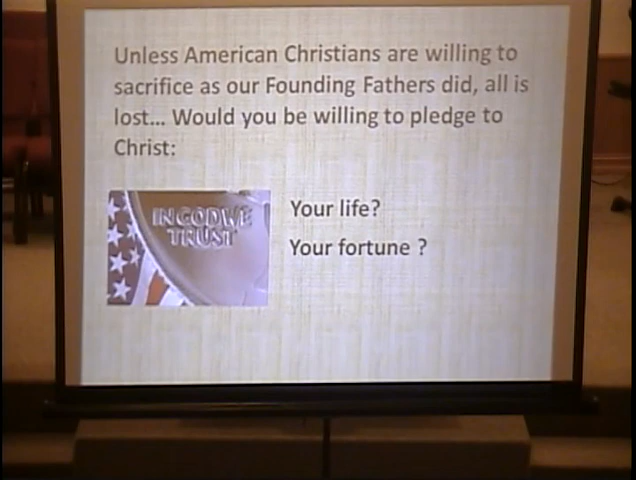 Unless American Christians are willing to
sacrifice as our Founding Fathers did, all is
lost... Would you be willing to pledge to
Christ:
IN GOD WE
TRUST
Your life?
Your fortune ?